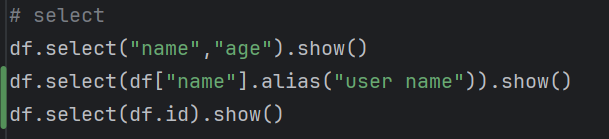 # select
df.select("name","age").show()
df.select(df["name"].alias("user name")).show()
df.select(df.id).show()